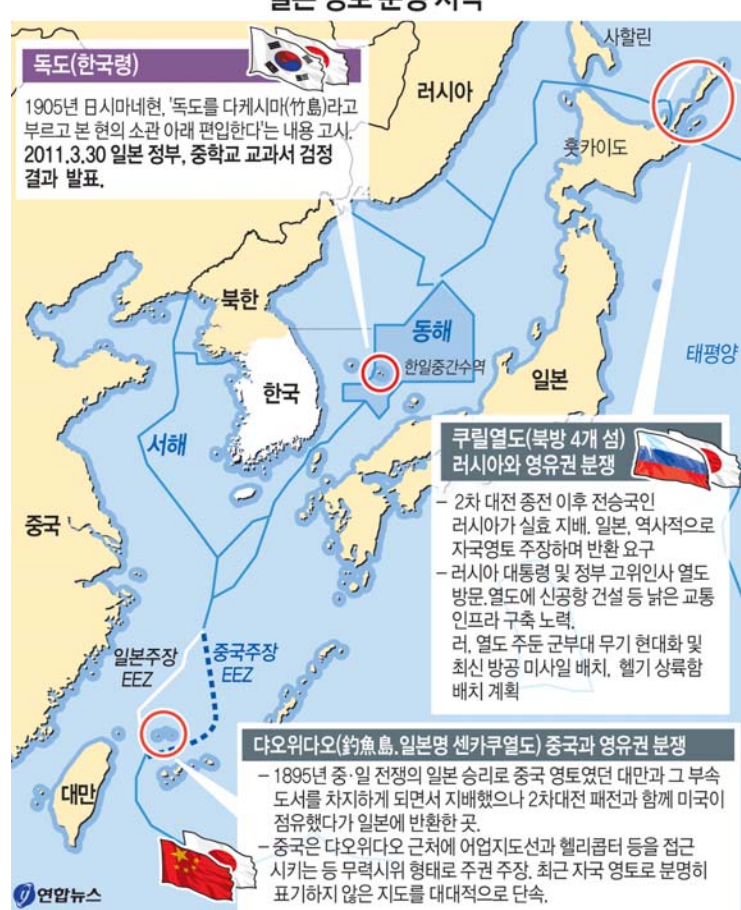 일본 영토 분쟁 지역
독도(한국령)
1905년 日시마네현, '독도를 다케시마(竹島)라고
부르고 본 현의 소관 아래 편입한다'는 내용 고시.
2011.3.30 일본 정부, 중학교 교과서 검정
결과 발표.
사할린
러시아
홋카이도
북한
동해
한일중간수역
태평양
한국
일본
서해
중국
쿠릴열도(북방 4개 섬)
러시아와 영유권 분쟁
– 2차 대전 종전 이후 전승국인
러시아가 실효 지배. 일본, 역사적으로
자국영토 주장하며 반환 요구
– 러시아 대통령 및 정부 고위인사 열도
방문.열도에 신공항 건설 등 낡은 교통
인프라 구축 노력.
러, 열도 주둔 군부대 무기 현대화 및
최신 방공 미사일 배치, 헬기 상륙함
배치 계획
일본주장
EEZ
중국주장
EEZ
댜오위다오(釣魚島.일본명 센카쿠열도) 중국과 영유권 분쟁
– 1895년 중·일 전쟁의 일본 승리로 중국 영토였던 대만과 그 부속
도서를 차지하게 되면서 지배했으나 2차대전 패전과 함께 미국이
점유했다가 일본에 반환한 곳.
– 중국은 댜오위다오 근처에 어업지도선과 헬리콥터 등을 접근
시키는 등 무력시위 형태로 주권 주장. 최근 자국 영토로 분명히
표기하지 않은 지도를 대대적으로 단속.
대만
연합뉴스